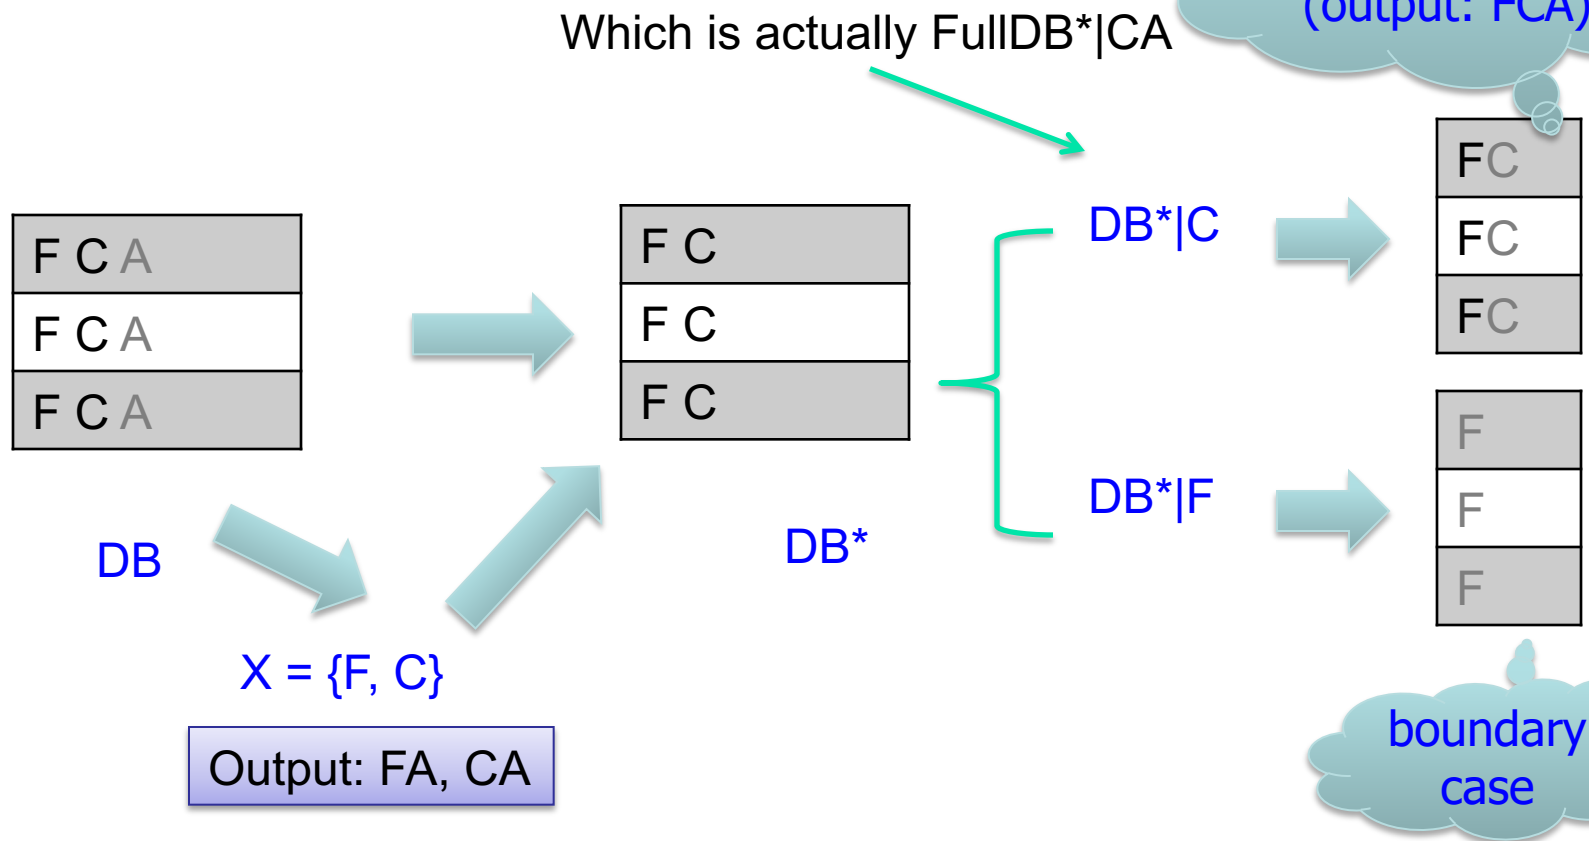 Which is actually FullDB*|CA
(output: FCA)
F C A
F C A
F C A
DB
X = {F, C}
Output: FA, CA
F C
F C
F C
DB*
DB*|C
DB*|F
FC
FC
FC
F
F
F
boundary
case